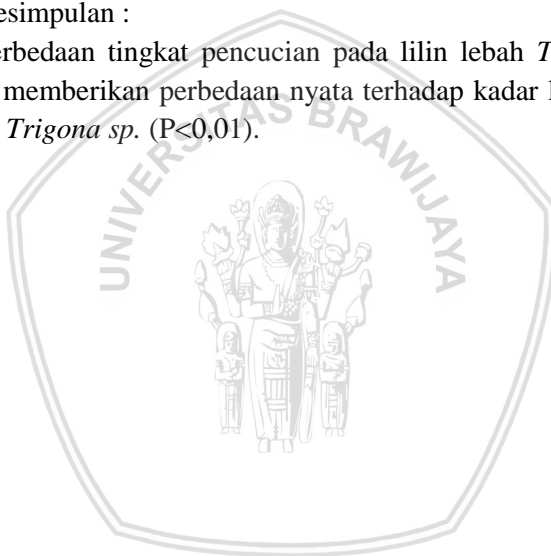 esimpulan :
erbedaan tingkat pencucian pada lilin lebah T
memberikan perbedaan nyata terhadap kadar
Trigona sp. (P<0,01).
UNIVERSITAS BRAWIJAYA